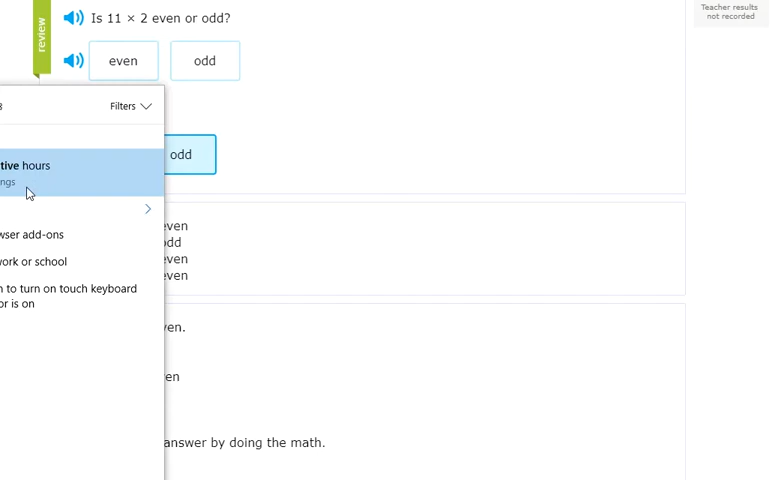 review
Is 11 × 2 even or odd?
even
odd
Teacher results
not recorded
Filters
tive hours
ngs
wser add-ons
work or school
n to turn on touch keyboard
or is on
odd
even
odd
even
even
ven.
en
answer by doing the math.